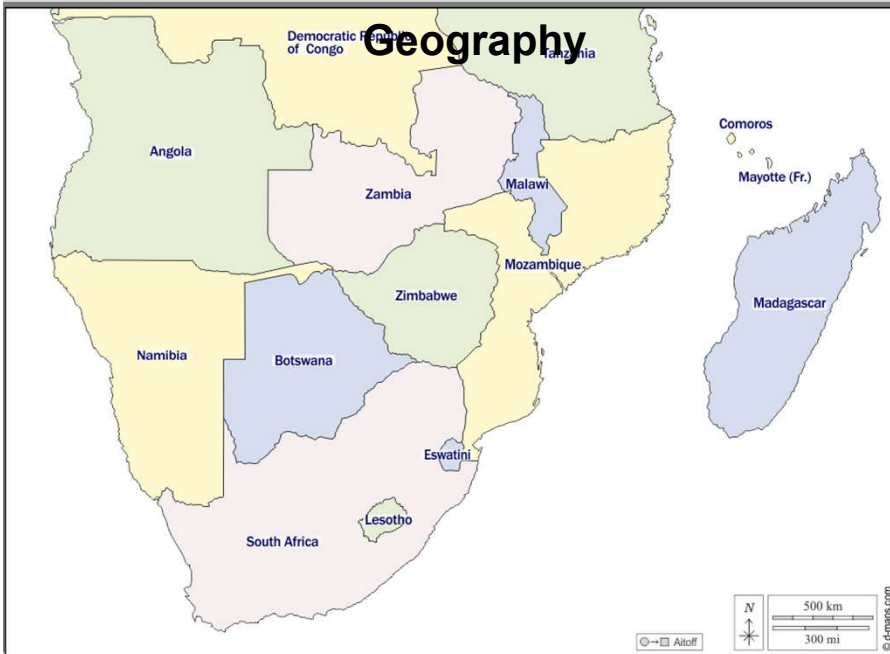 Geography
Democratic Republic
of Congo
Tanzania
Comoros
Angola
Mayotte (Fr.)
Malawi
Zambia
Mozambique
Zimbabwe
Madagascar
Namibia
Botswana
Eswatini
Lesotho
South Africa
N
500 km
300 mi
Aitoff
© d-maps.com